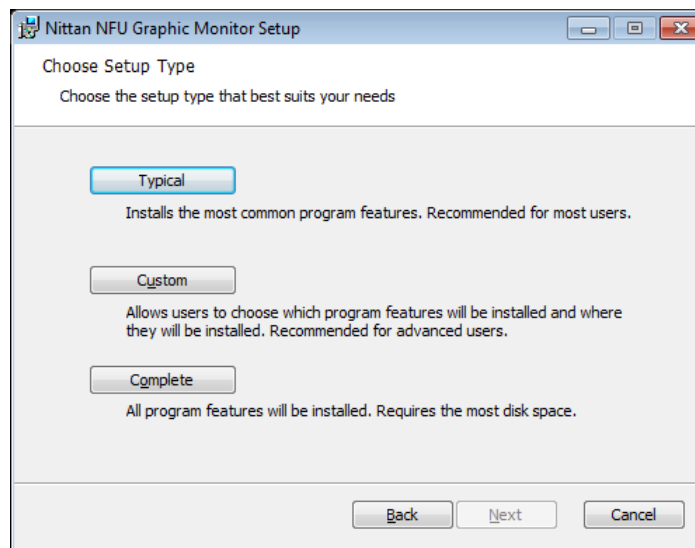 Nittan NFU Graphic Monitor Setup
Choose Setup Type
Choose the setup type that best suits your needs
Typical
Installs the most common program features. Recommended for most users.
Custom
Allows users to choose which program features will be installed and where
they will be installed. Recommended for advanced users.
Complete
All program features will be installed. Requires the most disk space.
Back Next Cancel